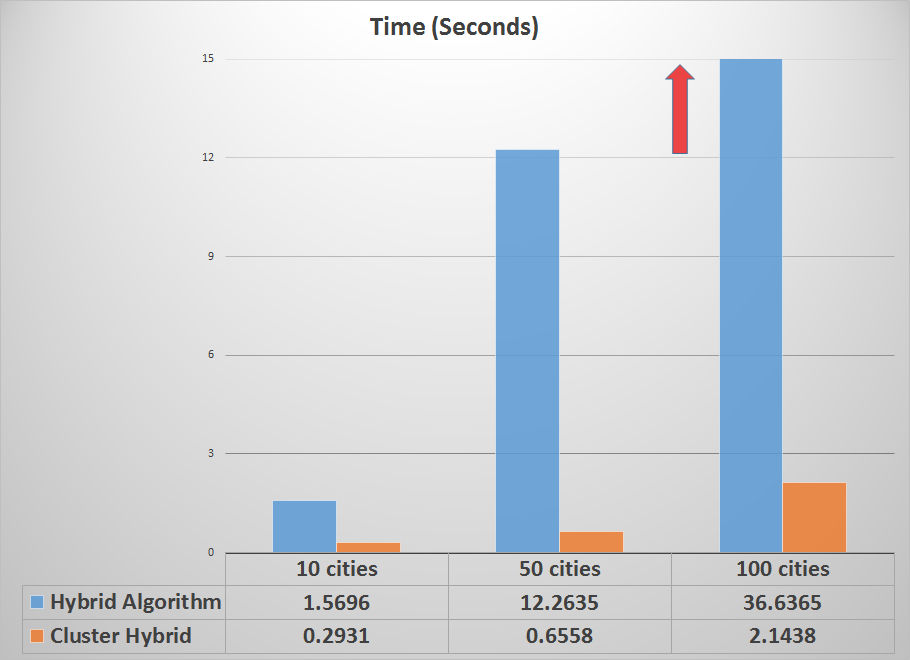 Time (Seconds)
15
12
9
6
3
0
10 cities 50 cities 100 cities
Hybrid Algorithm 1.5696 12.2635 36.6365
Cluster Hybrid 0.2931 0.6558 2.1438